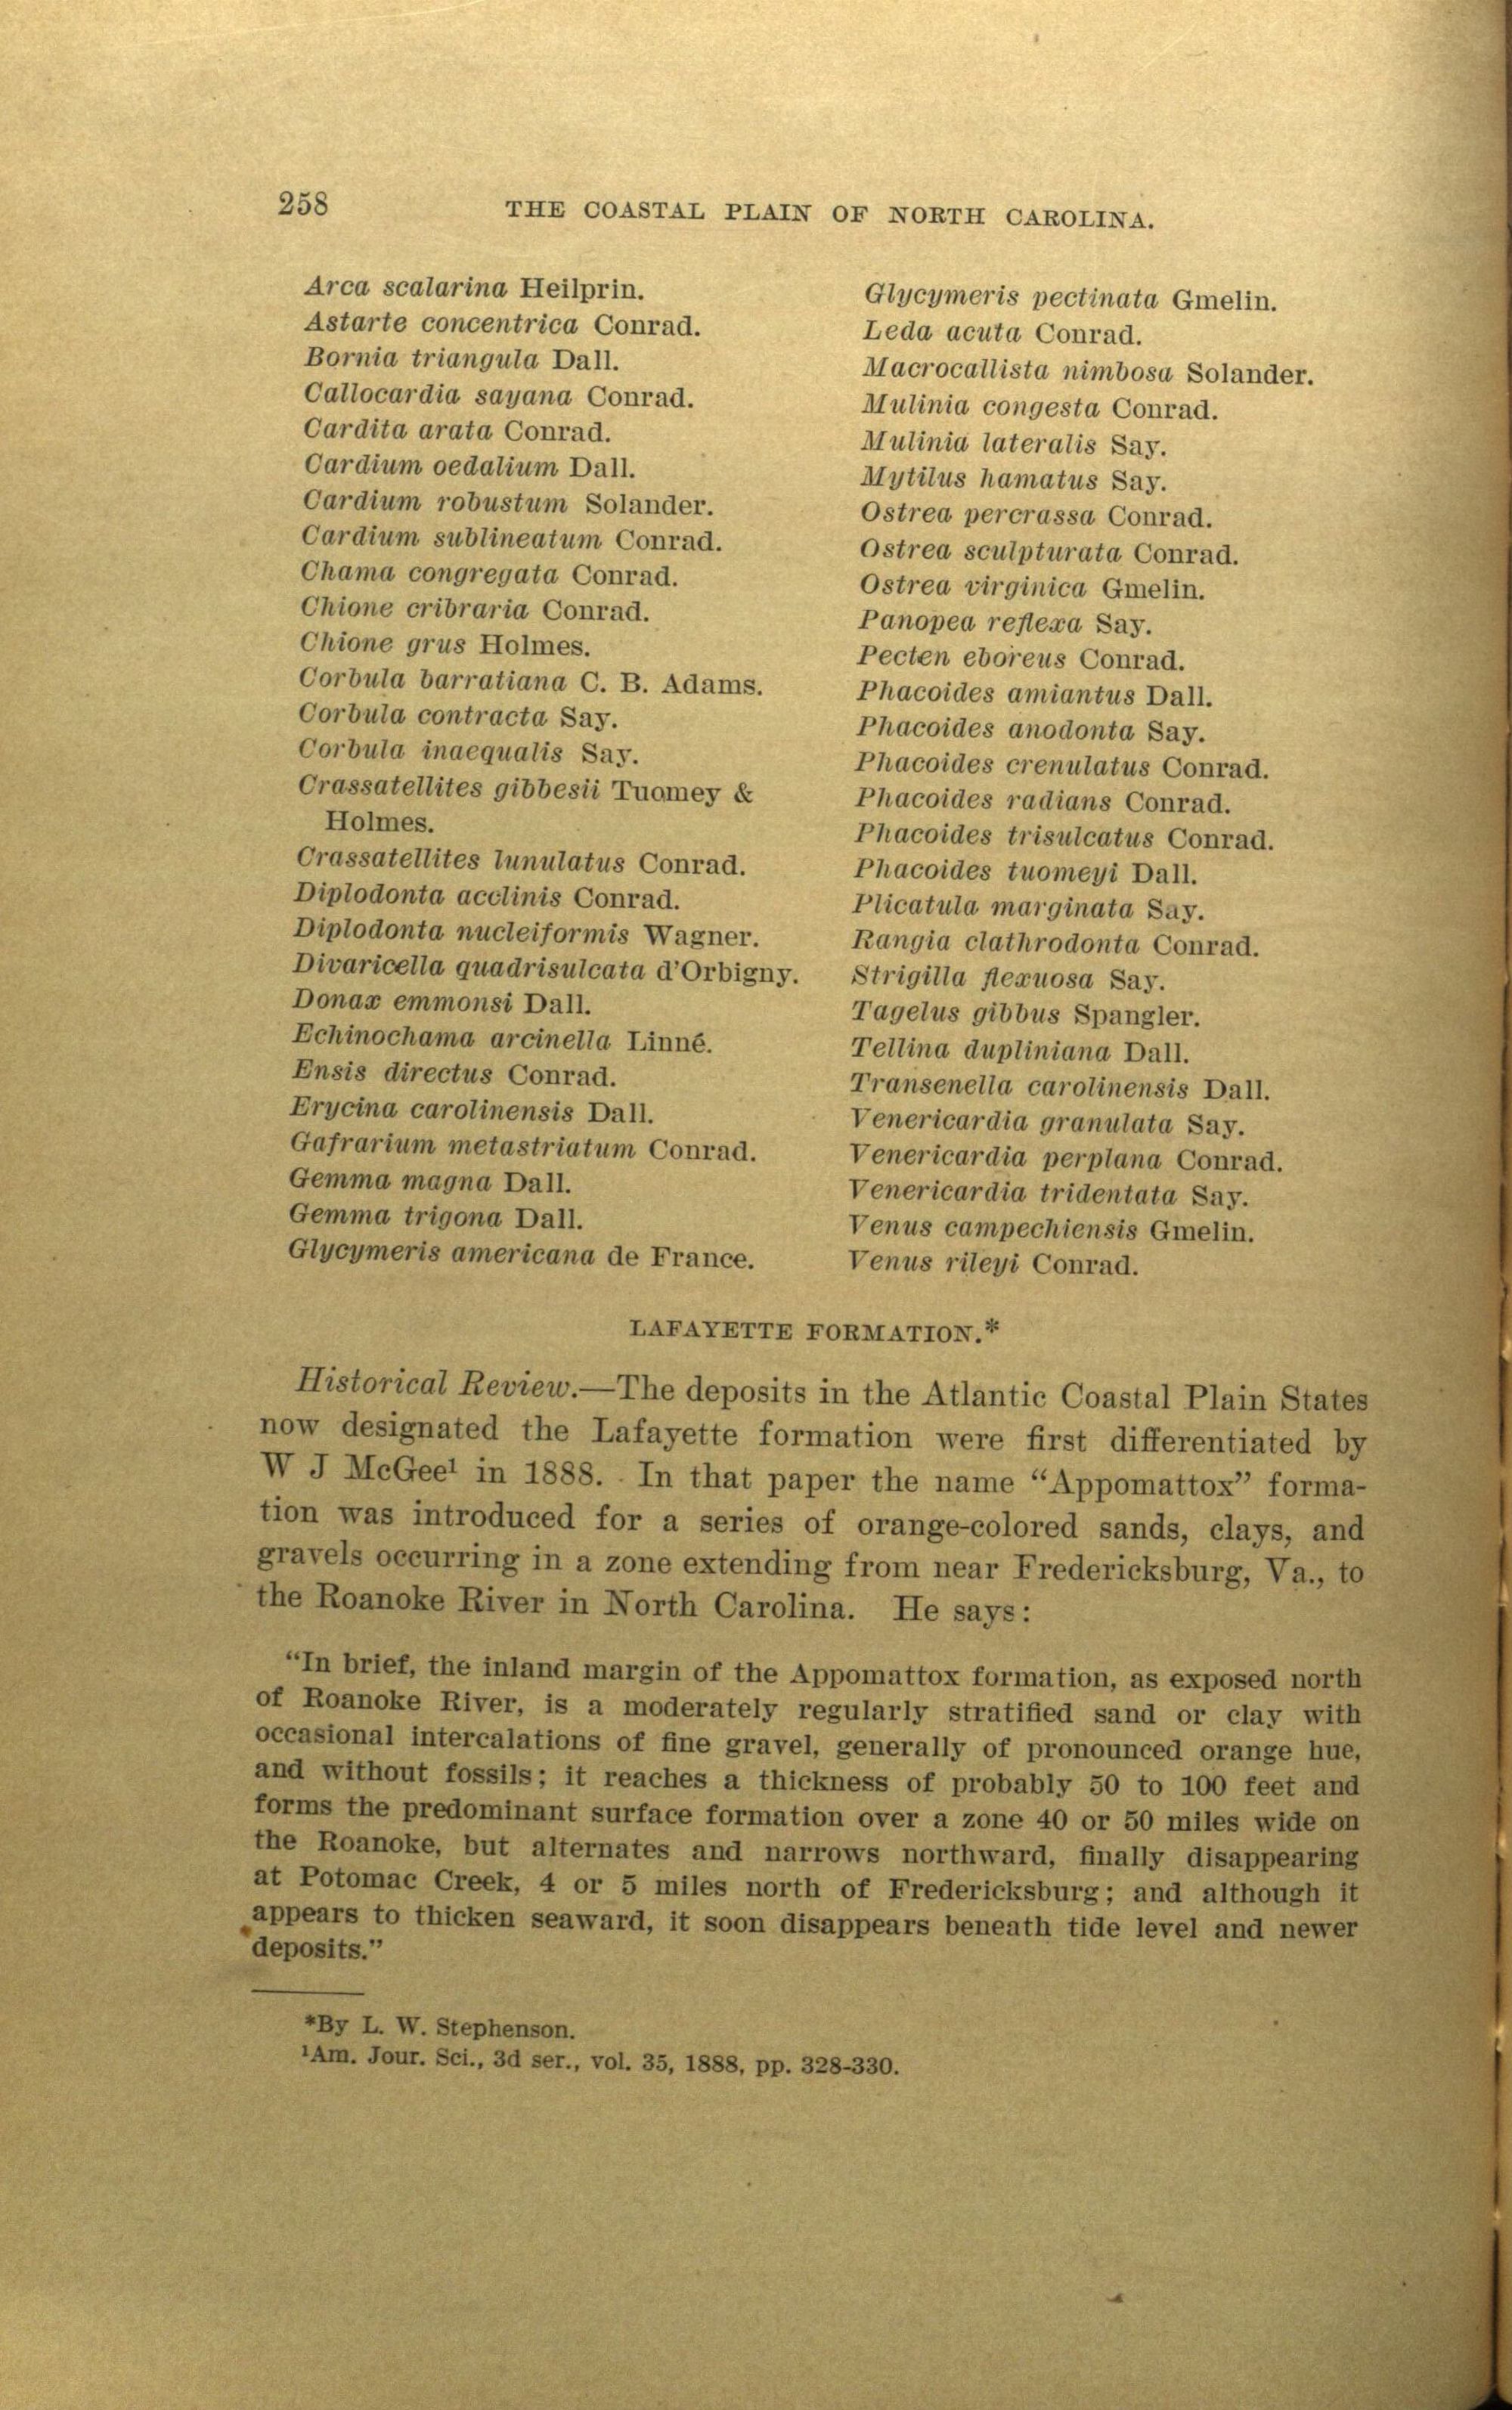 258
THE COASTAL PLAIN OF NORTH CAROLINA.
Arca scalarina Heilprin.
Astarte concentrica Conrad.
Bornia triangula Dall.
Callocardia sayana Conrad.
Cardita arata Conrad.
Cardium oedalium Dall.
Cardium robustum Solander.
Cardium sublineatum Conrad.
Chama congregata Conrad.
Chione cribraria Conrad.
Chione grus Holmes.
Corbula barratiana C. B. Adams.
Corbula contracta Say.
Corbula inaequalis Say.
Crassatellites gibbesii Tuomey &
Holmes.
Crassatellites lunulatus Conrad.
Diplodonta acclinis Conrad.
Diplodonta nucleiformis Wagner.
Divaricella quadrisulcata d'Orbigny.
Donax emmonsi Dall.
Echinochama arcinella Linné.
Ensis directus Conrad.
Erycina carolinensis Dall.
Gafrarium metastriatum Conrad.
Gemma magna Dall.
Gemma trigona Dall.
Glycymeris americana de France.
Glycymeris pectinata Gmelin.
Leda acuta Conrad.
Macrocallista nimbosa Solander.
Mulinia congesta Conrad.
Mulinia lateralis Say.
Mytilus hamatus Say.
Ostrea percrassa Conrad.
Ostrea sculpturata Conrad.
Ostrea virginica Gmelin.
Panopea reflexa Say.
Pecten eboreus Conrad.
Phacoides amiantus Dall.
Phacoides anodonta Say.
Phacoides crenulatus Conrad.
Phacoides radians Conrad.
Phacoides trisulcatus Conrad.
Phacoides tuomeyi Dall.
Plicatula marginata Say.
Rangia clathrodonta Conrad.
Strigilla flexuosa Say.
Tagelus gibbus Spangler.
Tellina dupliniana Dall.
Transenella carolinensis Dall.
Venericardia granulata Say.
Venericardia perplana Conrad.
Venericardia tridentata Say.
Venus campechiensis Gmelin.
Venus rileyi Conrad.
LAFAYETTE FORMATION.*
Historical Review.—The deposits in the Atlantic Coastal Plain States
now designated the Lafayette formation were first differentiated by
W J McGee¹ in 1888. In that paper the name "Appomattox" forma-
tion was introduced for a series of orange-colored sands, clays, and
gravels occurring in a zone extending from near Fredericksburg, Va., to
the Roanoke River in North Carolina. He says:
"In brief, the inland margin of the Appomattox formation, as exposed north
of Roanoke River, is a moderately regularly stratified sand or clay with
occasional intercalations of fine gravel, generally of pronounced orange hue,
and without fossils; it reaches a thickness of probably 50 to 100 feet and
forms the predominant surface formation over a zone 40 or 50 miles wide on
the Roanoke, but alternates and narrows northward, finally disappearing
at Potomac Creek, 4 or 5 miles north of Fredericksburg; and although it
appears to thicken seaward, it soon disappears beneath tide level and newer
deposits."
*By L. W. Stephenson.
¹Am. Jour. Sci., 3d ser., vol. 35, 1888, pp. 328-330.